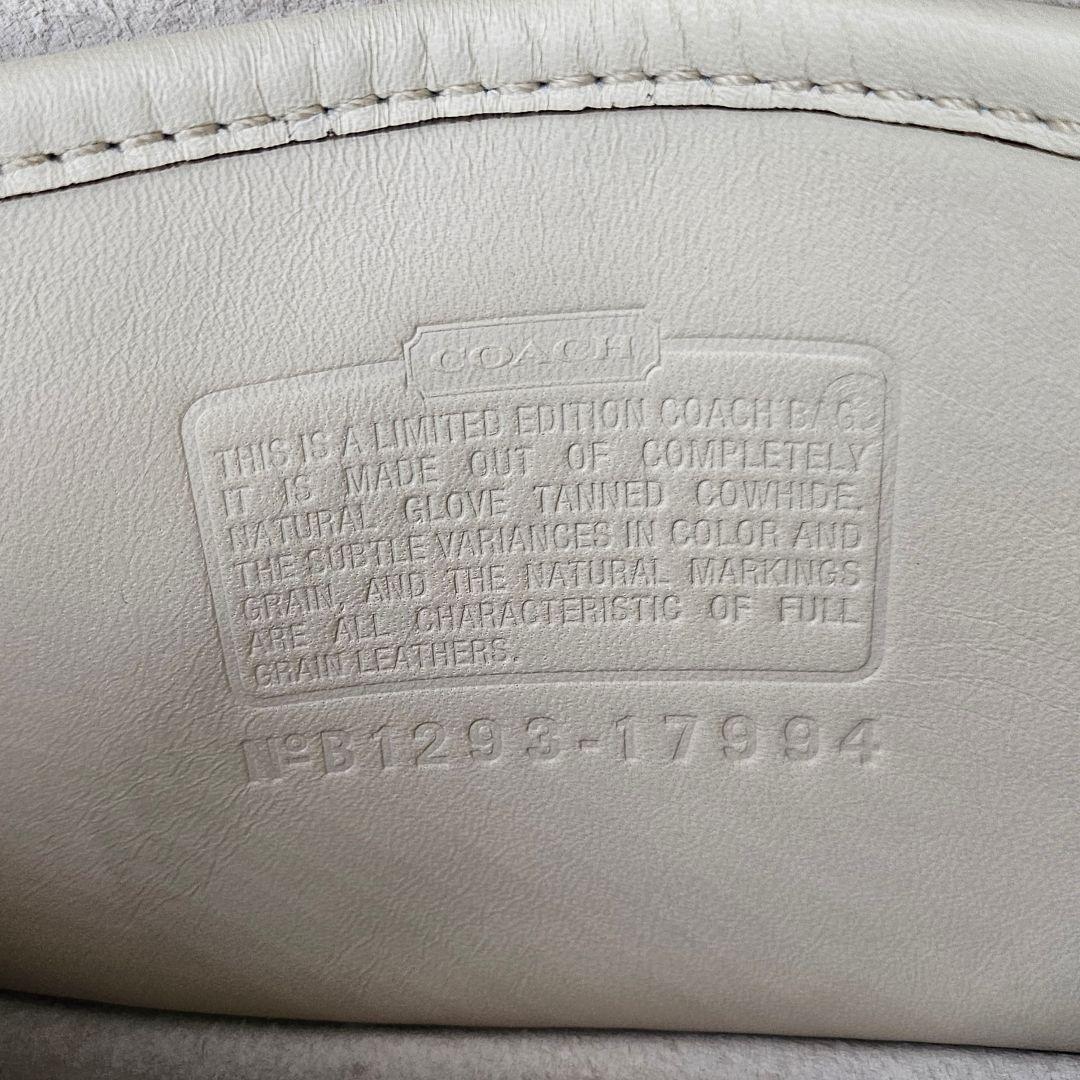 COACH
THIS IS A LIMITED EDITION COACH BAG.
IT IS MADE OUT OF COMPLETELY
NATURAL GLOVE TANNED COWHIDE.
THE SUBTLE VARIANCES IN COLOR AND
GRAIN, AND THE NATURAL MARKINGS
ARE ALL CHARACTERISTIC OF FULL
GRAIN LEATHERS.
NºB1293-17994